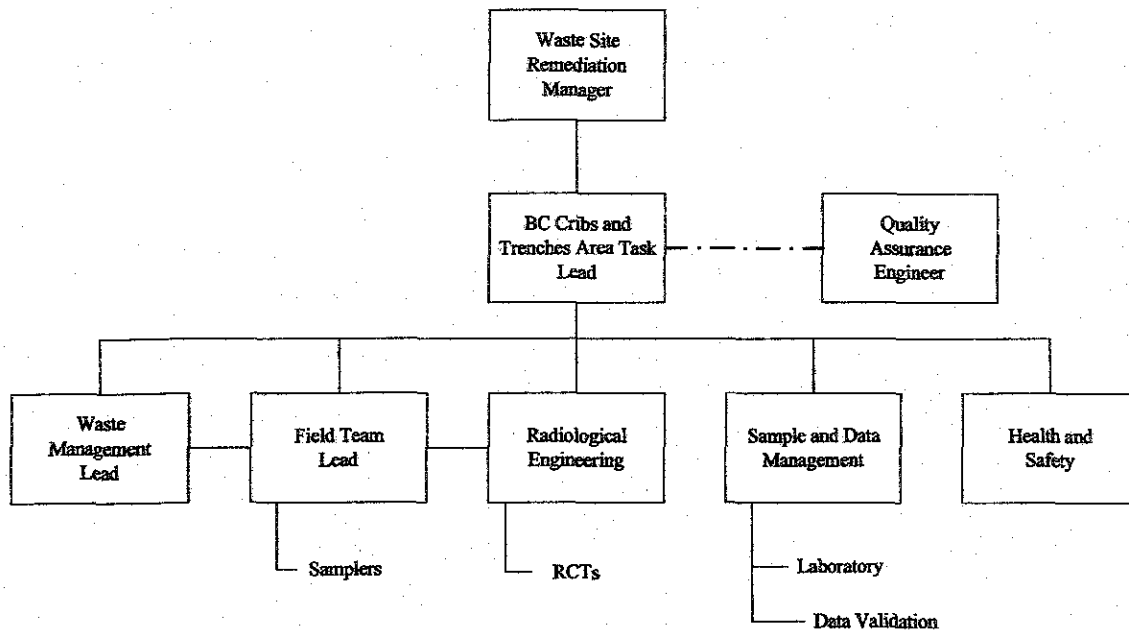 Waste Site
Remediation
Manager
BC Cribs and
Trenches Area Task
Lead
Quality
Assurance
Engineer
Waste
Management
Lead
Field Team
Lead
Radiological
Engineering
Sample and Data
Management
Health and
Safety
Samplers
RCTs
Laboratory
Data Validation